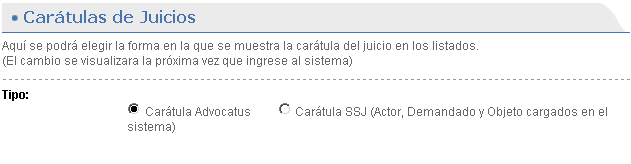 Carátulas de Juicios
Aquí se podrá elegir la forma en la que se muestra la carátula del juicio en los listados.
(El cambio se visualizara la próxima vez que ingrese al sistema)
Tipo:
Carátula Advocatus Carátula SSJ (Actor, Demandado y Objeto cargados en el
sistema)